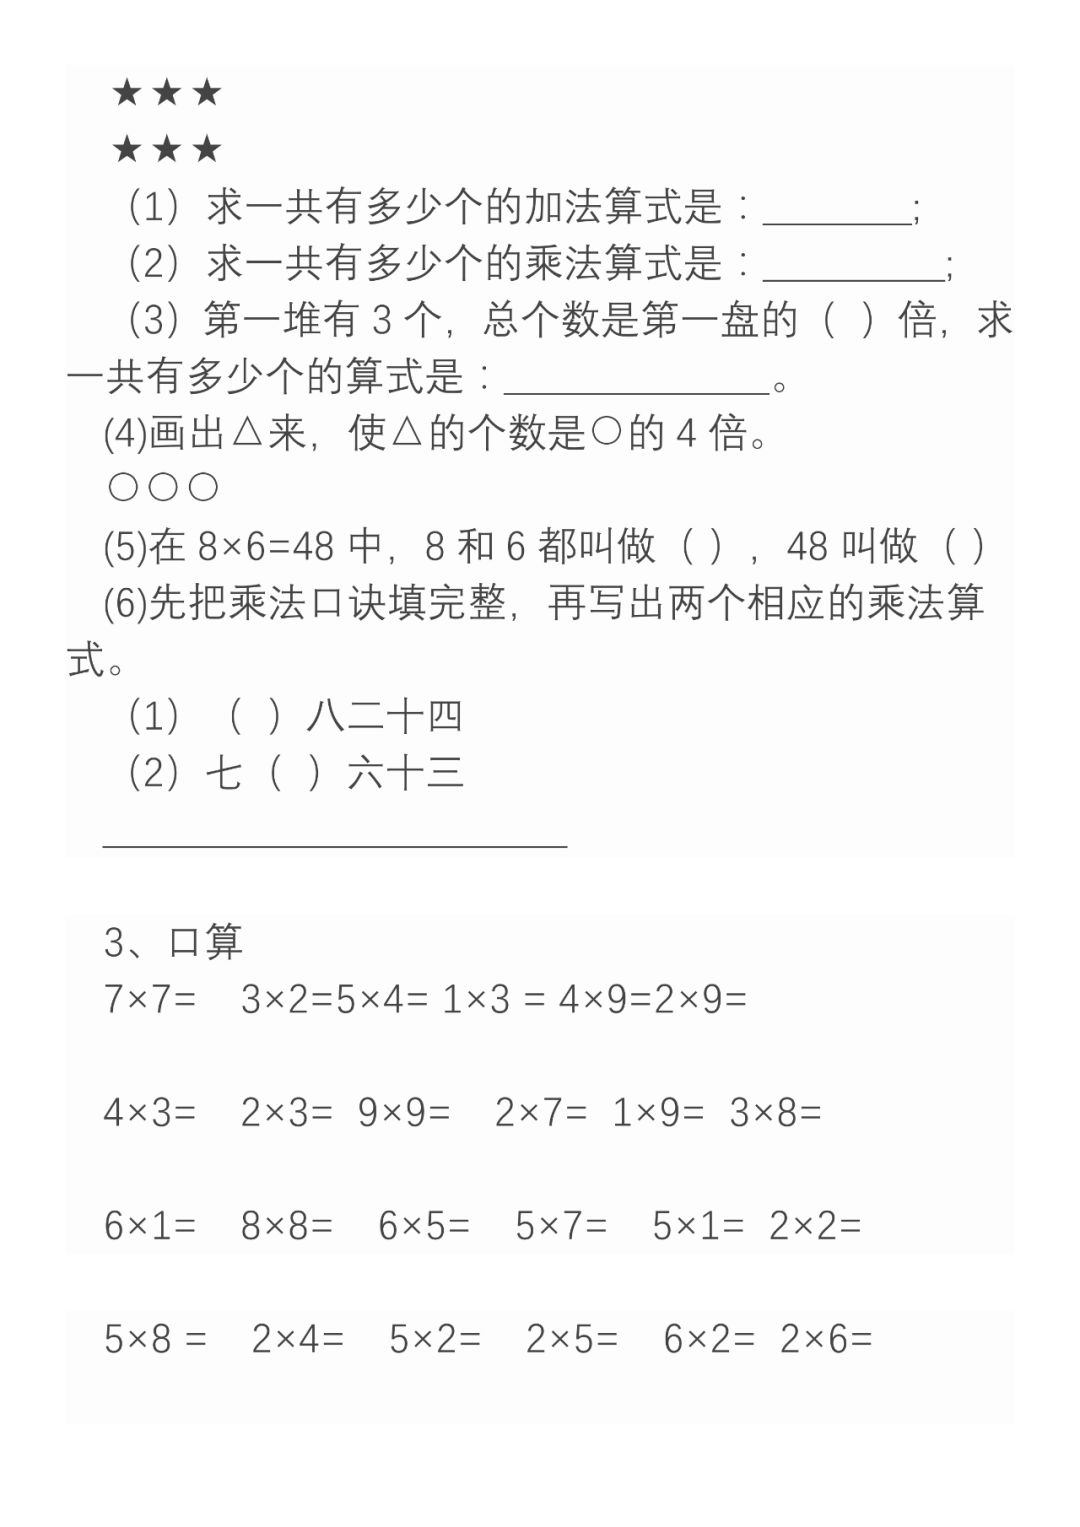 ★★★
★★★
（1）求一共有多少个的加法算式是：_______;
（2）求一共有多少个的乘法算式是：_________;
（3）第一堆有 3 个，总个数是第一盘的（ ）倍，求
一共有多少个的算式是：_____________。
(4)画出△来，使△的个数是○的 4 倍。
○○○
(5)在 8×6=48 中，8 和 6 都叫做（ ），48 叫做（ ）
(6)先把乘法口诀填完整，再写出两个相应的乘法算
式。
（1）（ ）八二十四
（2）七（ ）六十三
_______________________
3、口算
7×7= 3×2=5×4= 1×3 = 4×9=2×9=
4×3= 2×3= 9×9= 2×7= 1×9= 3×8=
6×1= 8×8= 6×5= 5×7= 5×1= 2×2=
5×8 = 2×4= 5×2= 2×5= 6×2= 2×6=